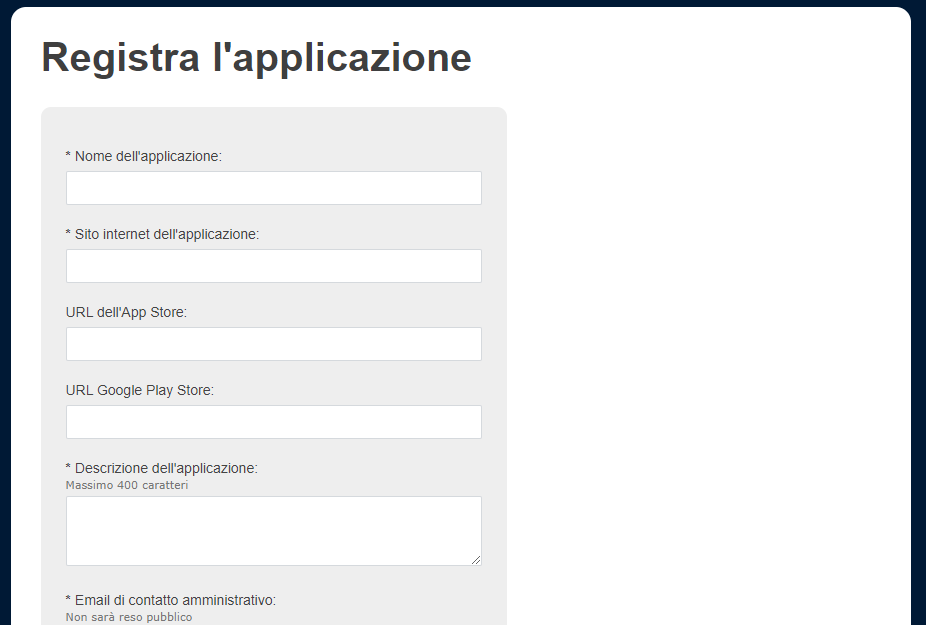 Registra l'applicazione
* Nome dell'applicazione:
* Sito internet dell'applicazione:
URL dell'App Store:
URL Google Play Store:
* Descrizione dell'applicazione:
Massimo 400 caratteri
* Email di contatto amministrativo:
Non sarà reso pubblico